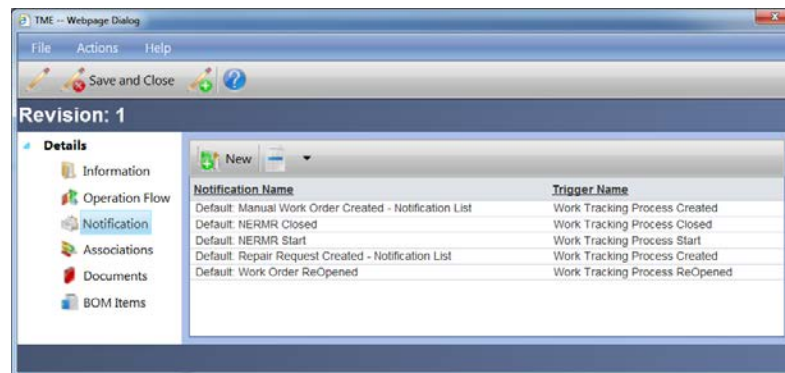 TME -- Webpage Dialog
File Actions Help
Save and Close
Revision: 1
Details
Information
Operation Flow
Notification
Associations
Documents
BOM Items
New
Notification Name Trigger Name
Default: Manual Work Order Created - Notification List Work Tracking Process Created
Default: NERMR Closed Work Tracking Process Closed
Default: NERMR Start Work Tracking Process Start
Default: Repair Request Created - Notification List Work Tracking Process Created
Default: Work Order ReOpened Work Tracking Process ReOpened